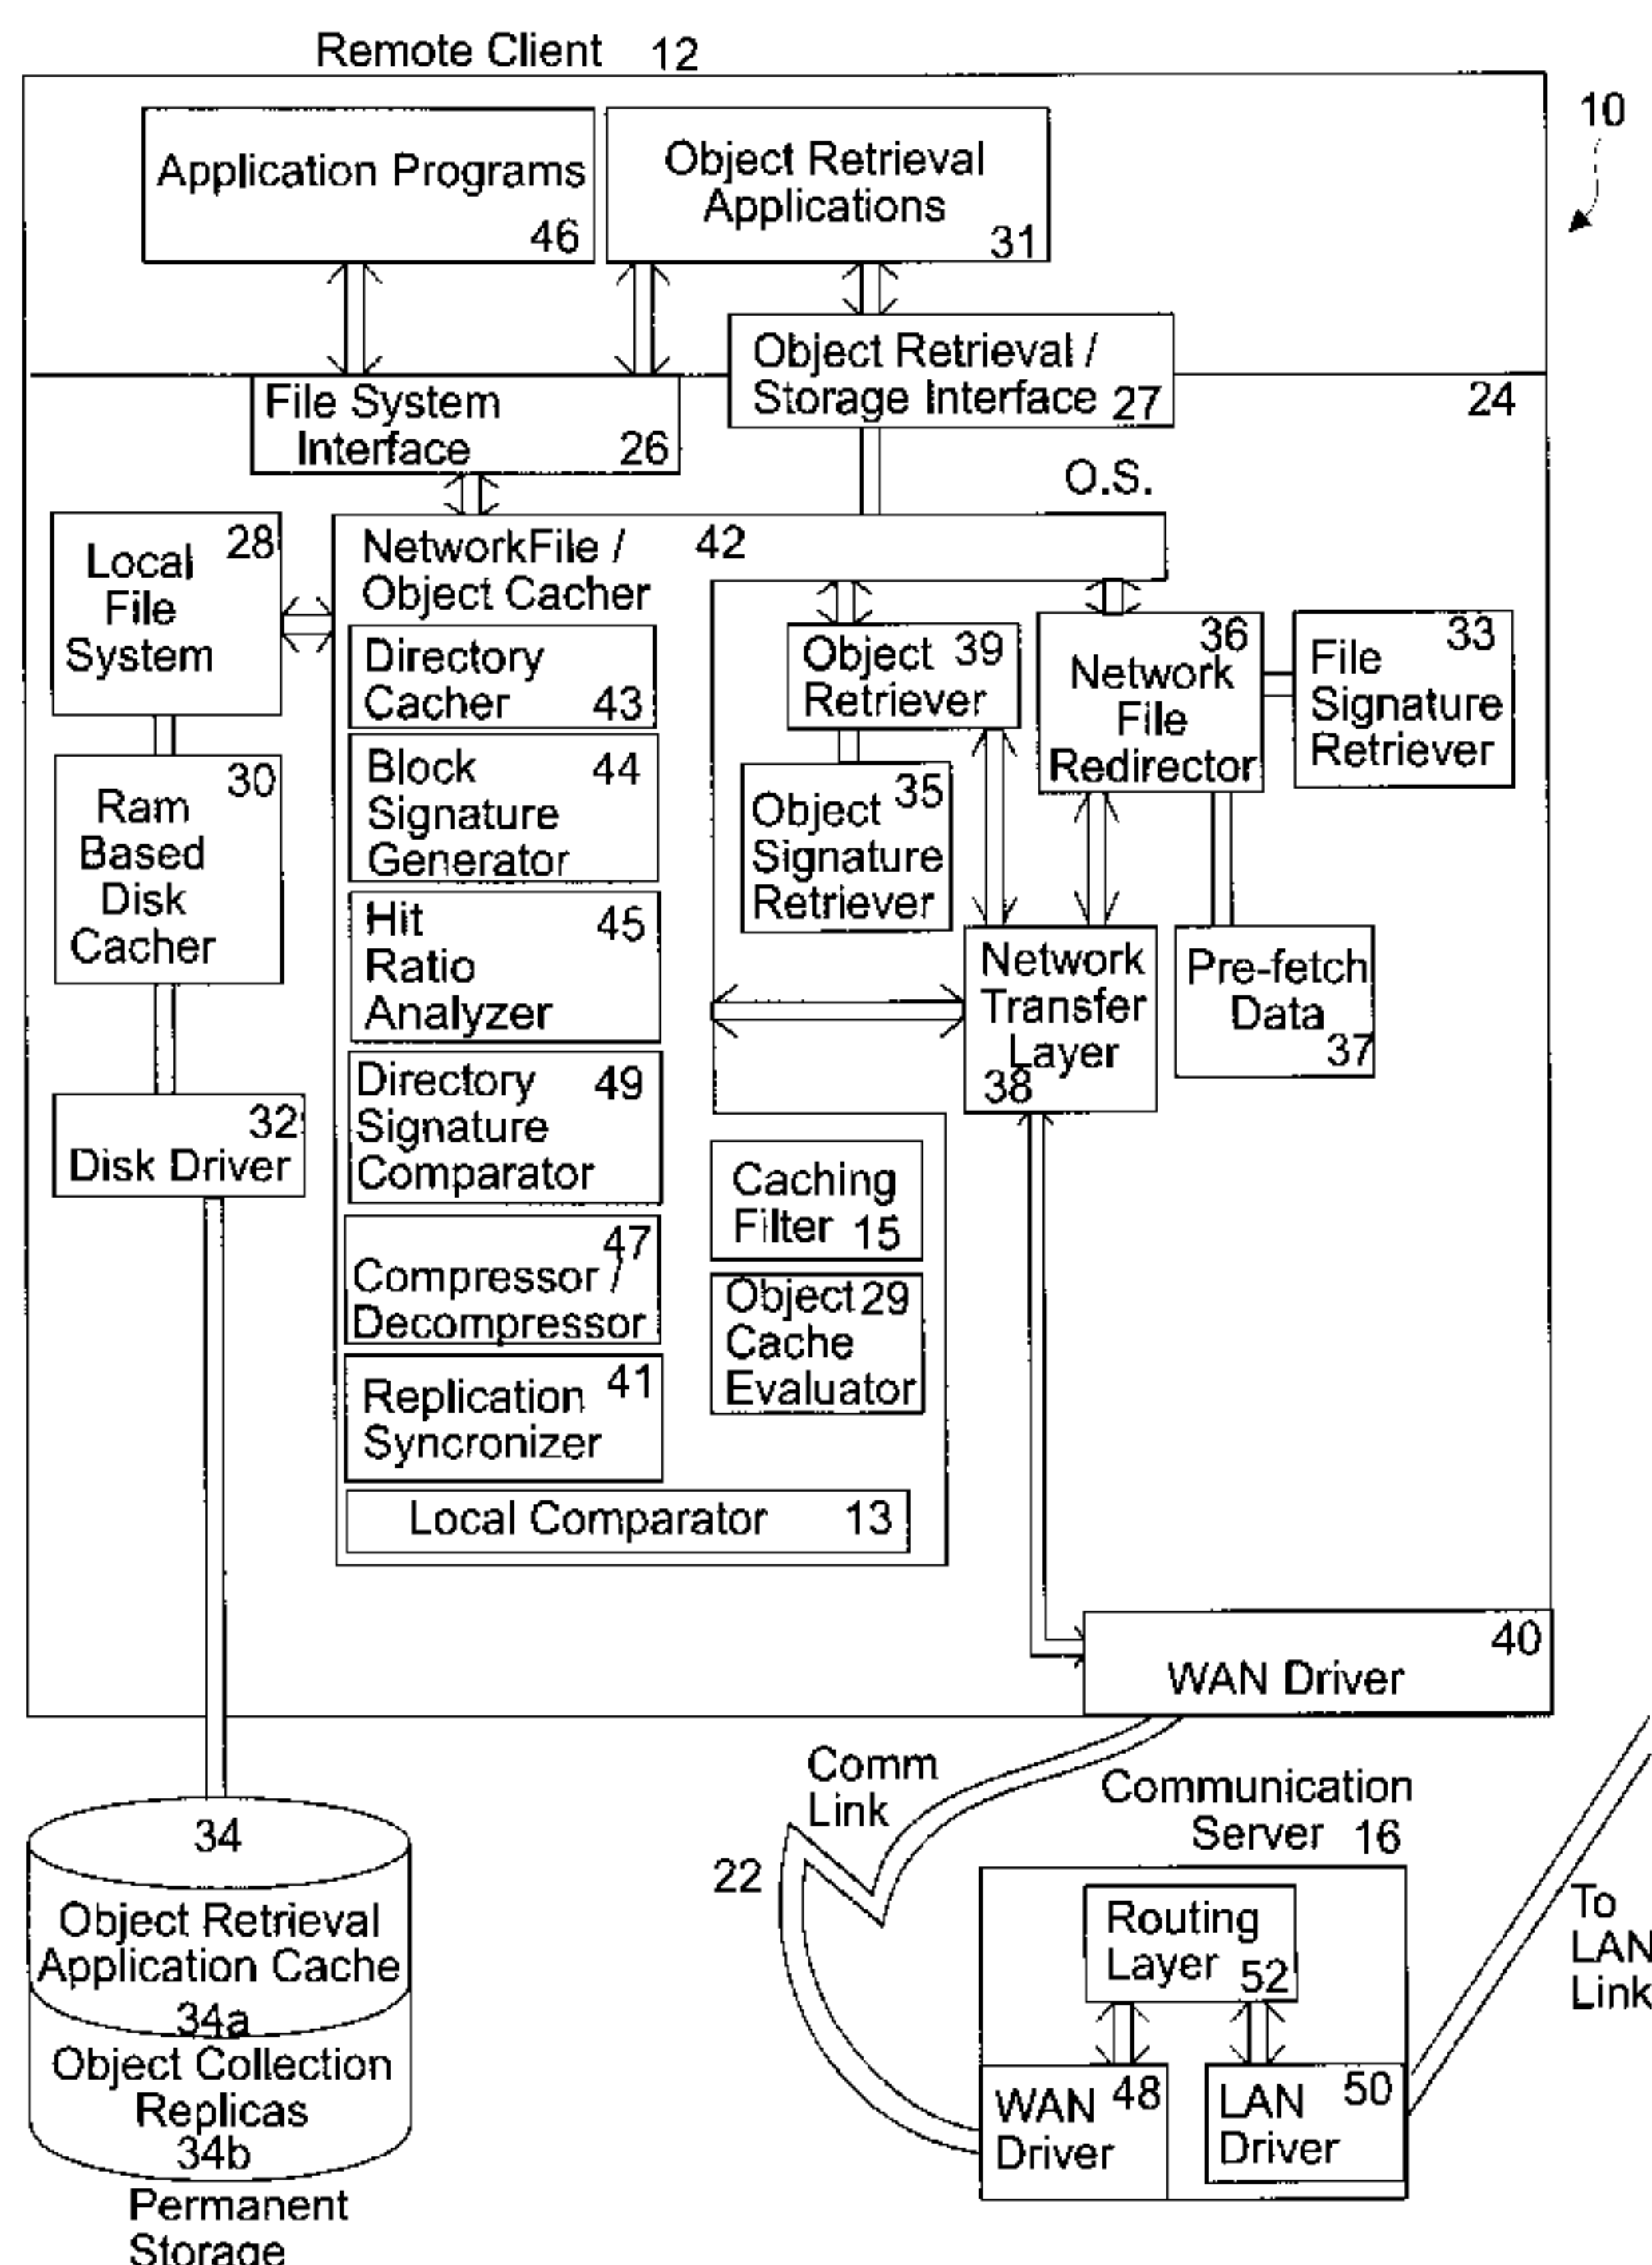 Remote Client 12
10
Application Programs
46
Object Retrieval
Applications
31
Object Retrieval /
Storage Interface 27
File System
Interface 26
24
O.S.
Local 28
File
System
NetworkFile / 42
Object Cacher
Directory
Cacher 43
Block 44
Signature
Generator
Hit 45
Ratio
Analyzer
Directory 49
Signature
Comparator
47
Compressor /
Decompressor
Replication 41
Syncronizer
Local Comparator 13
Object 39
Retriever
Object 35
Signature
Retriever
36
Network
File
Redirector
File 33
Signature
Retriever
Network
Transfer
Layer
38
Pre-fetch
Data
37
Caching
Filter 15
Object 29
Cache
Evaluator
Ram 30
Based
Disk
Cacher
32
Disk Driver
40
WAN Driver
34
Object Retrieval
Application Cache
34a
Object Collection
Replicas
34b
Permanent
Storage
Comm
Link
22
Communication
Server 16
Routing
Layer 52
WAN 48
Driver
LAN 50
Driver
To
LAN
Link